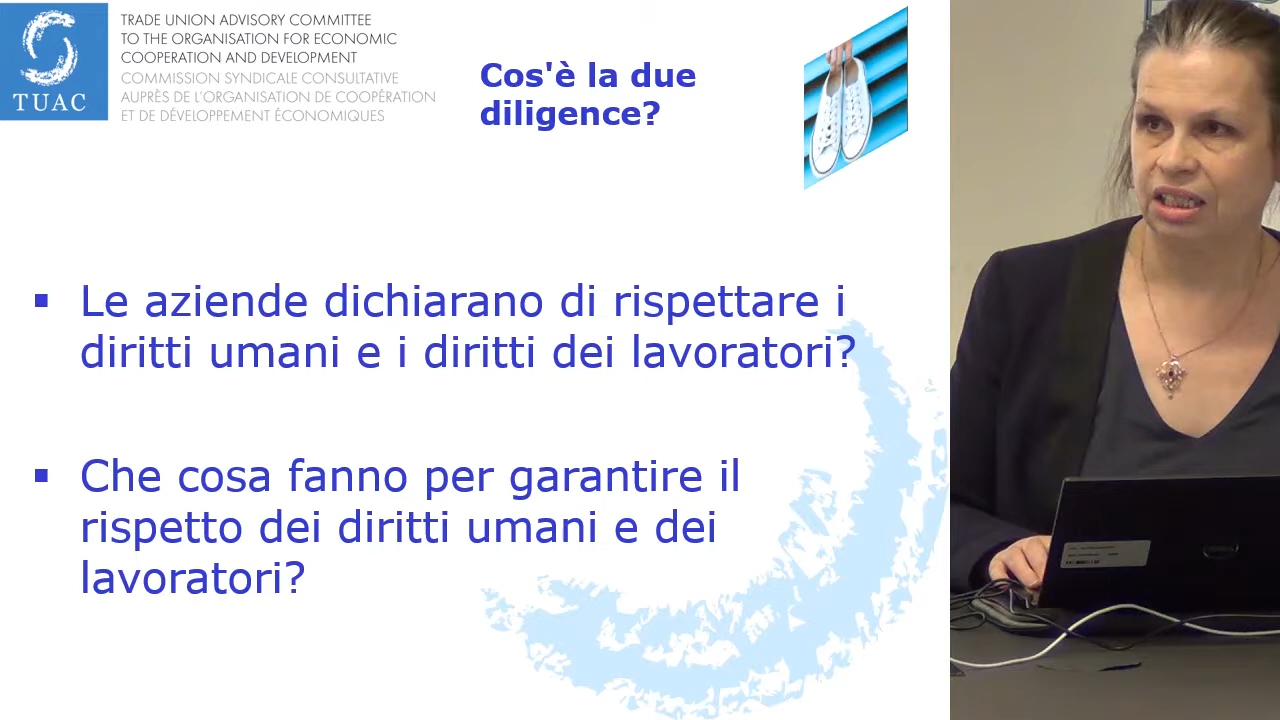 TRADE UNION ADVISORY COMMITTEE
TO THE ORGANISATION FOR ECONOMIC
COOPERATION AND DEVELOPMENT
COMMISSION SYNDICALE CONSULTATIVE
AUPRÈS DE L'ORGANISATION DE COOPÉRATION
ET DE DÉVELOPPEMENT ÉCONOMIQUES
TUAC
Cos'è la due
diligence?
▪ Le aziende dichiarano di rispettare i
diritti umani e i diritti dei lavoratori?
▪ Che cosa fanno per garantire il
rispetto dei diritti umani e dei
lavoratori?